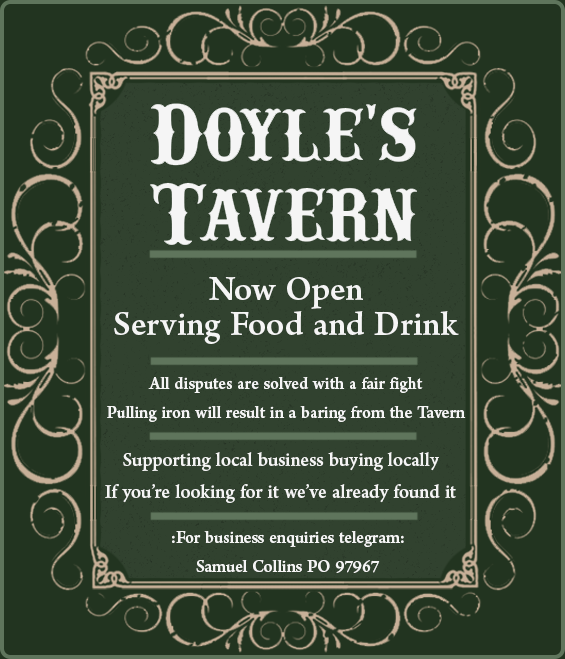 Doyle's
Tavern
Now Open
Serving Food and Drink
All disputes are solved with a fair fight
Pulling iron will result in a baring from the Tavern
Supporting local business buying locally
If you're looking for it we've already found it
:For business enquiries telegram:
Samuel Collins PO 97967